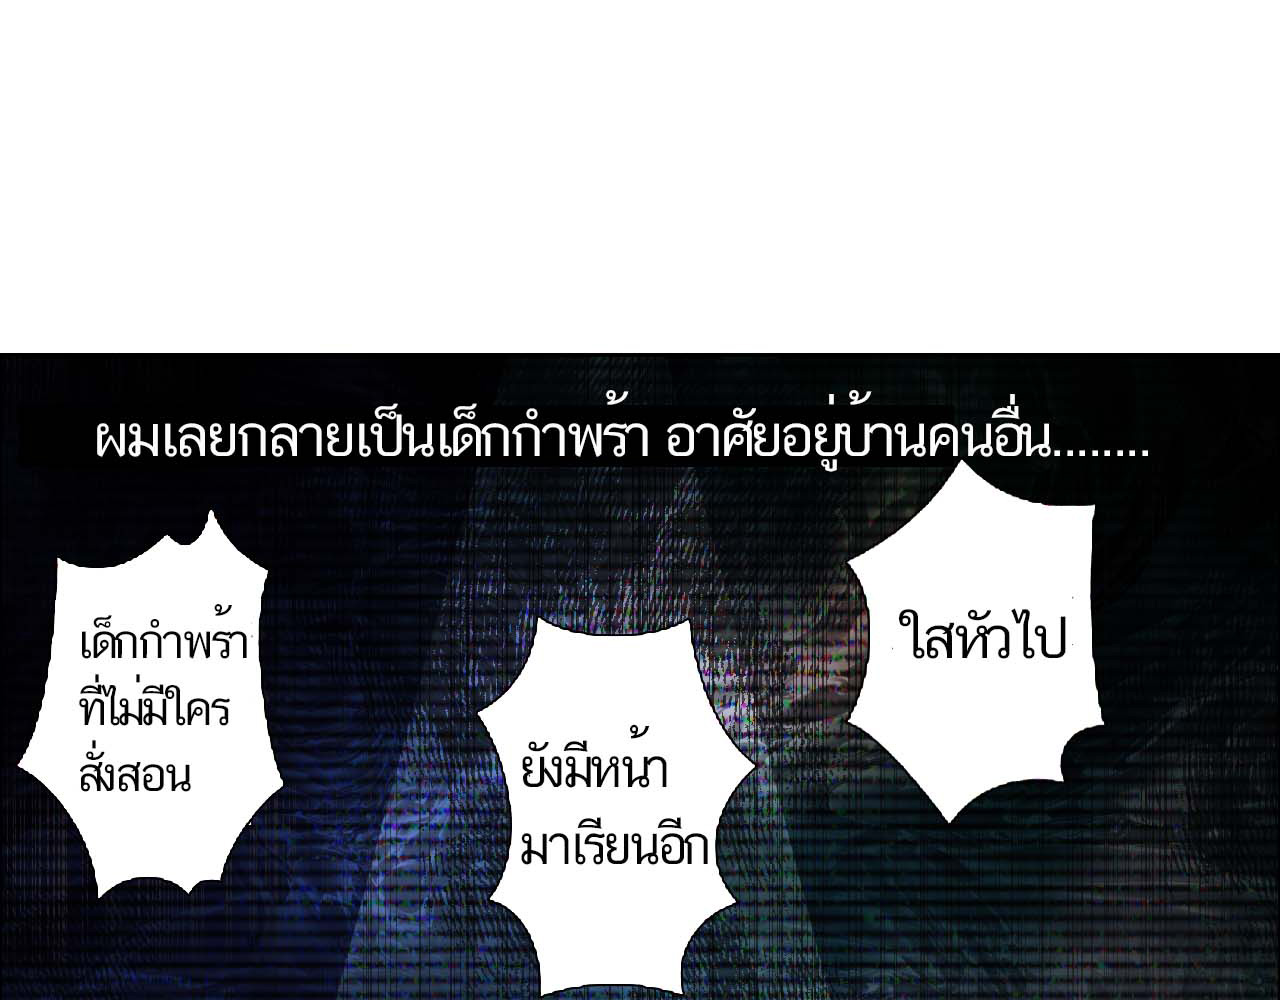 ผมเลยกลายเป็นเด็กกำพร้า อาศัยอยู่บ้านคนอื่น........
เด็กกำพร้า
ที่ไม่มีใคร
สั่งสอน
ยังมีหน้า
มาเรียนอีก
ใสหัวไป